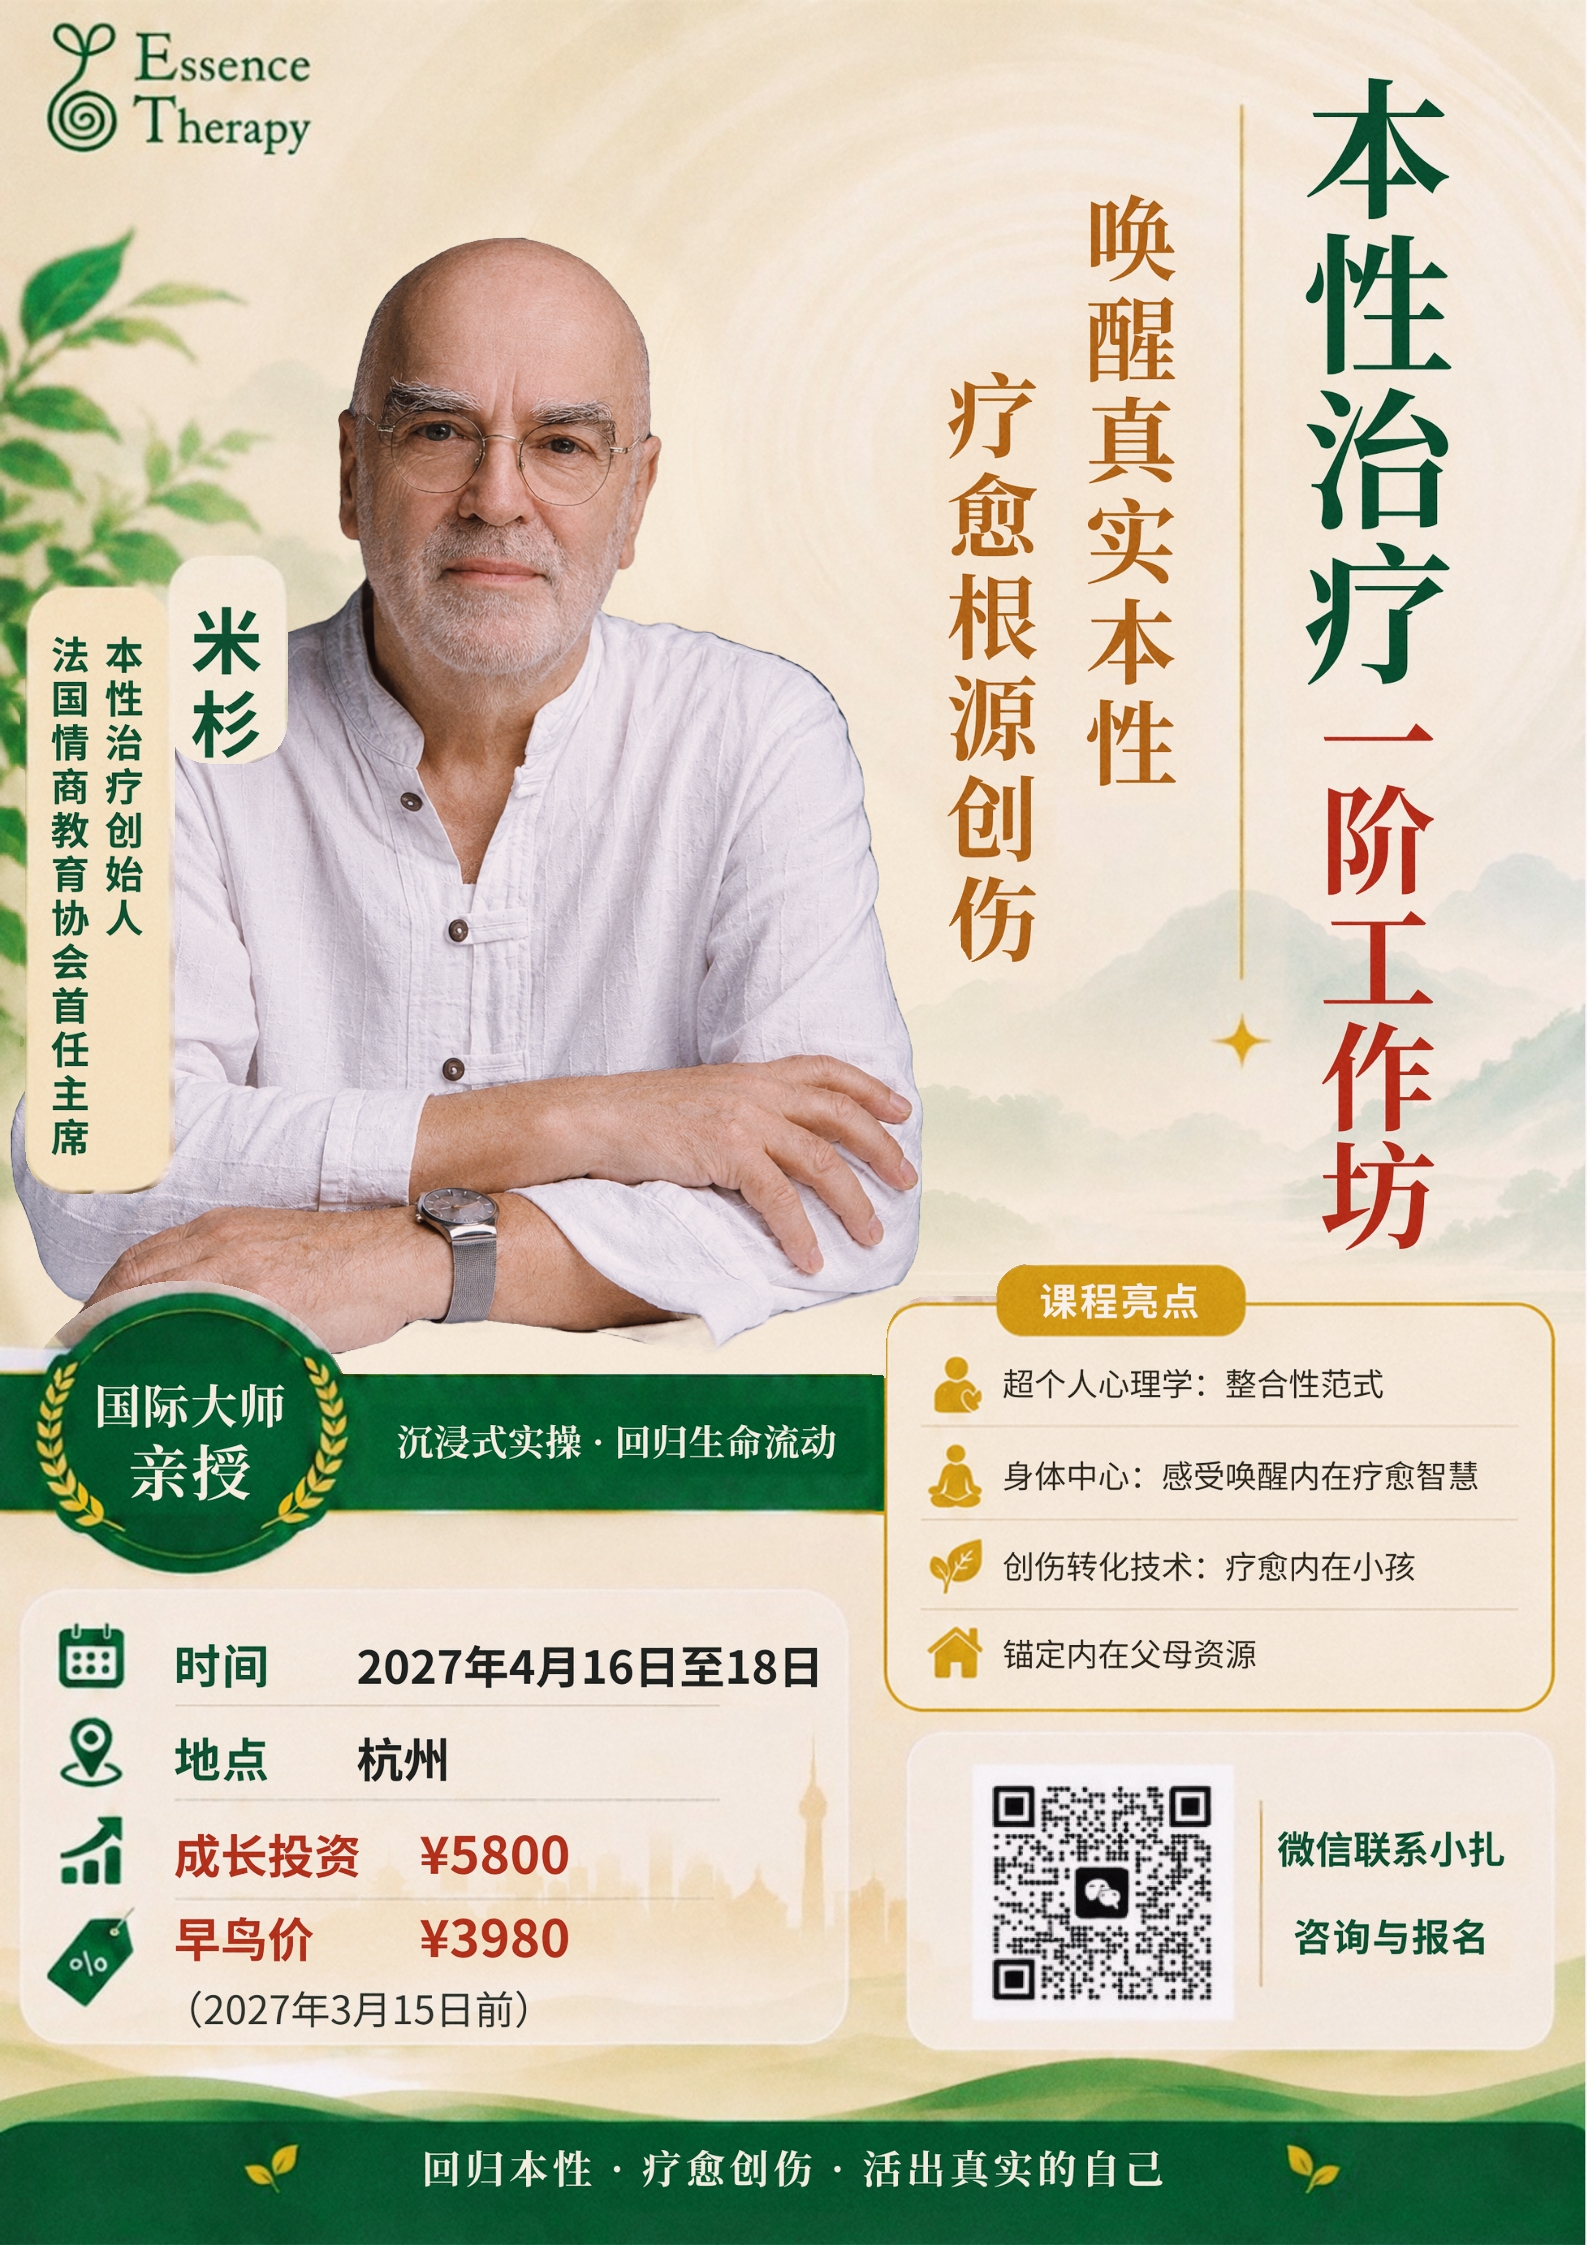 Essence
Therapy
本性治疗 一阶工作坊
唤醒真实本性
疗愈根源创伤
米杉
本性治疗创始人
法国情商教育协会首任主席
国际大师
亲授
沉浸式实操·回归生命流动
课程亮点
超个人心理学：整合性范式
身体中心：感受唤醒内在疗愈智慧
创伤转化技术：疗愈内在小孩
锚定内在父母资源
时间 2027年4月16日至18日
地点 杭州
成长投资 ¥5800
%
早鸟价 ¥3980
（2027年3月15日前）
微信联系小扎
咨询与报名
回归本性 · 疗愈创伤 · 活出真实的自己